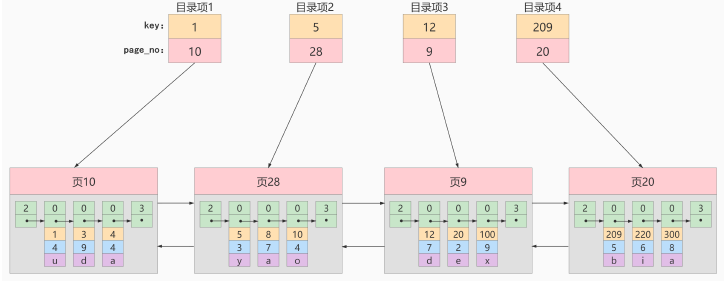 目录项1 目录项2 目录项3 目录项4
key: 1 5 12 209
page_no: 10 28 9 20
页10 页28 页9 页20
2 0 0 0 3 2 0 0 0 3 2 0 0 0 3 2 0 0 0 3
1 3 4 5 8 10 12 20 100 209 220 300
4 9 4 3 7 4 7 2 9 5 6 8
u d a y a o d e x b i a